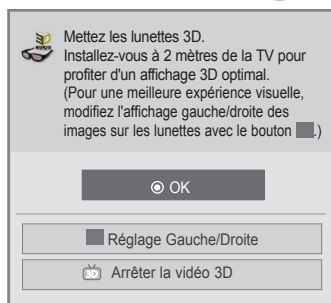 Mettez les lunettes 3D.
Installez-vous à 2 mètres de la TV pour
profiter d'un affichage 3D optimal.
(Pour une meilleure expérience visuelle,
modifiez l'affichage gauche/droite des
images sur les lunettes avec le bouton .)
OK
Réglage Gauche/Droite
3D Arrêter la vidéo 3D